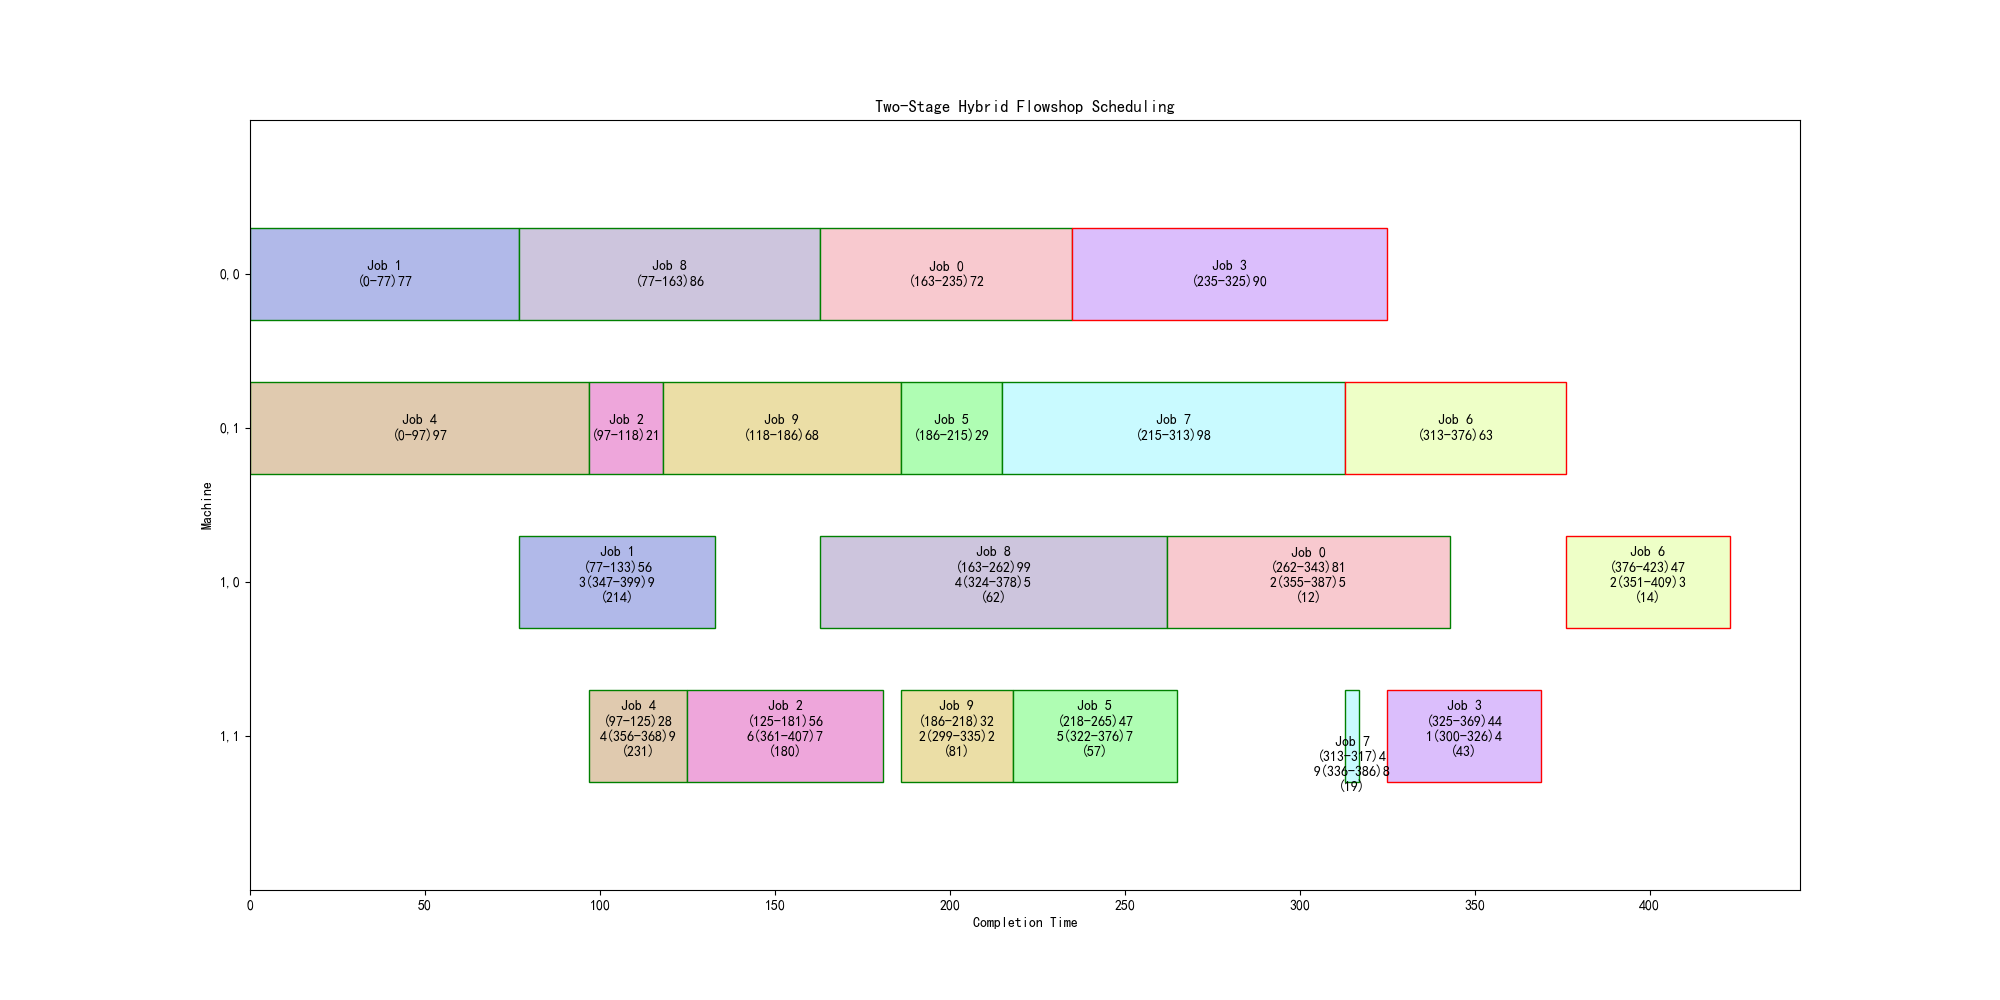 Two-Stage Hybrid Flowshop Scheduling
Machine
0,0
Job 1
(0-77)77
Job 8
(77-163)86
Job 0
(163-235)72
Job 3
(235-325)90
0,1
Job 4
(0-97)97
Job 2
(97-118)21
Job 9
(118-186)68
Job 5
(186-215)29
Job 7
(215-313)98
Job 6
(313-376)63
1,0
Job 1
(77-133)56
3(347-399)9
(214)
Job 8
(163-262)99
4(324-378)5
(62)
Job 0
(262-343)81
2(355-387)5
(12)
Job 6
(376-423)47
2(351-409)3
(14)
1,1
Job 4
(97-125)28
4(356-368)9
(231)
Job 2
(125-181)56
6(361-407)7
(180)
Job 9
(186-218)32
2(299-335)2
(81)
Job 5
(218-265)47
5(322-376)7
(57)
Job 7
(313-317)4
9(336-386)8
(19)
Job 3
(325-369)44
1(300-326)4
(43)
0 50 100 150 200 250 300 350 400
Completion Time